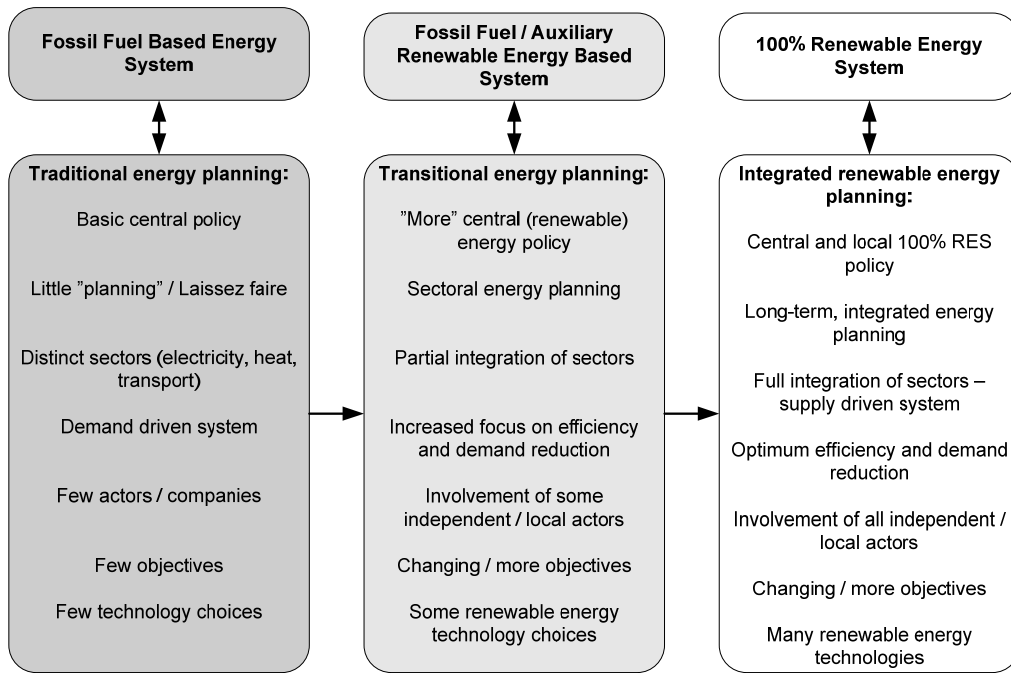 Fossil Fuel Based Energy
System
Fossil Fuel / Auxiliary
Renewable Energy Based
System
100% Renewable Energy
System
Traditional energy planning:
Basic central policy
Little ”planning” / Laissez faire
Distinct sectors (electricity, heat,
transport)
Demand driven system
Few actors / companies
Few objectives
Few technology choices
Transitional energy planning:
”More” central (renewable)
energy policy
Sectoral energy planning
Partial integration of sectors
Increased focus on efficiency
and demand reduction
Involvement of some
independent / local actors
Changing / more objectives
Some renewable energy
technology choices
Integrated renewable energy
planning:
Central and local 100% RES
policy
Long-term, integrated energy
planning
Full integration of sectors –
supply driven system
Optimum efficiency and demand
reduction
Involvement of all independent /
local actors
Changing / more objectives
Many renewable energy
technologies